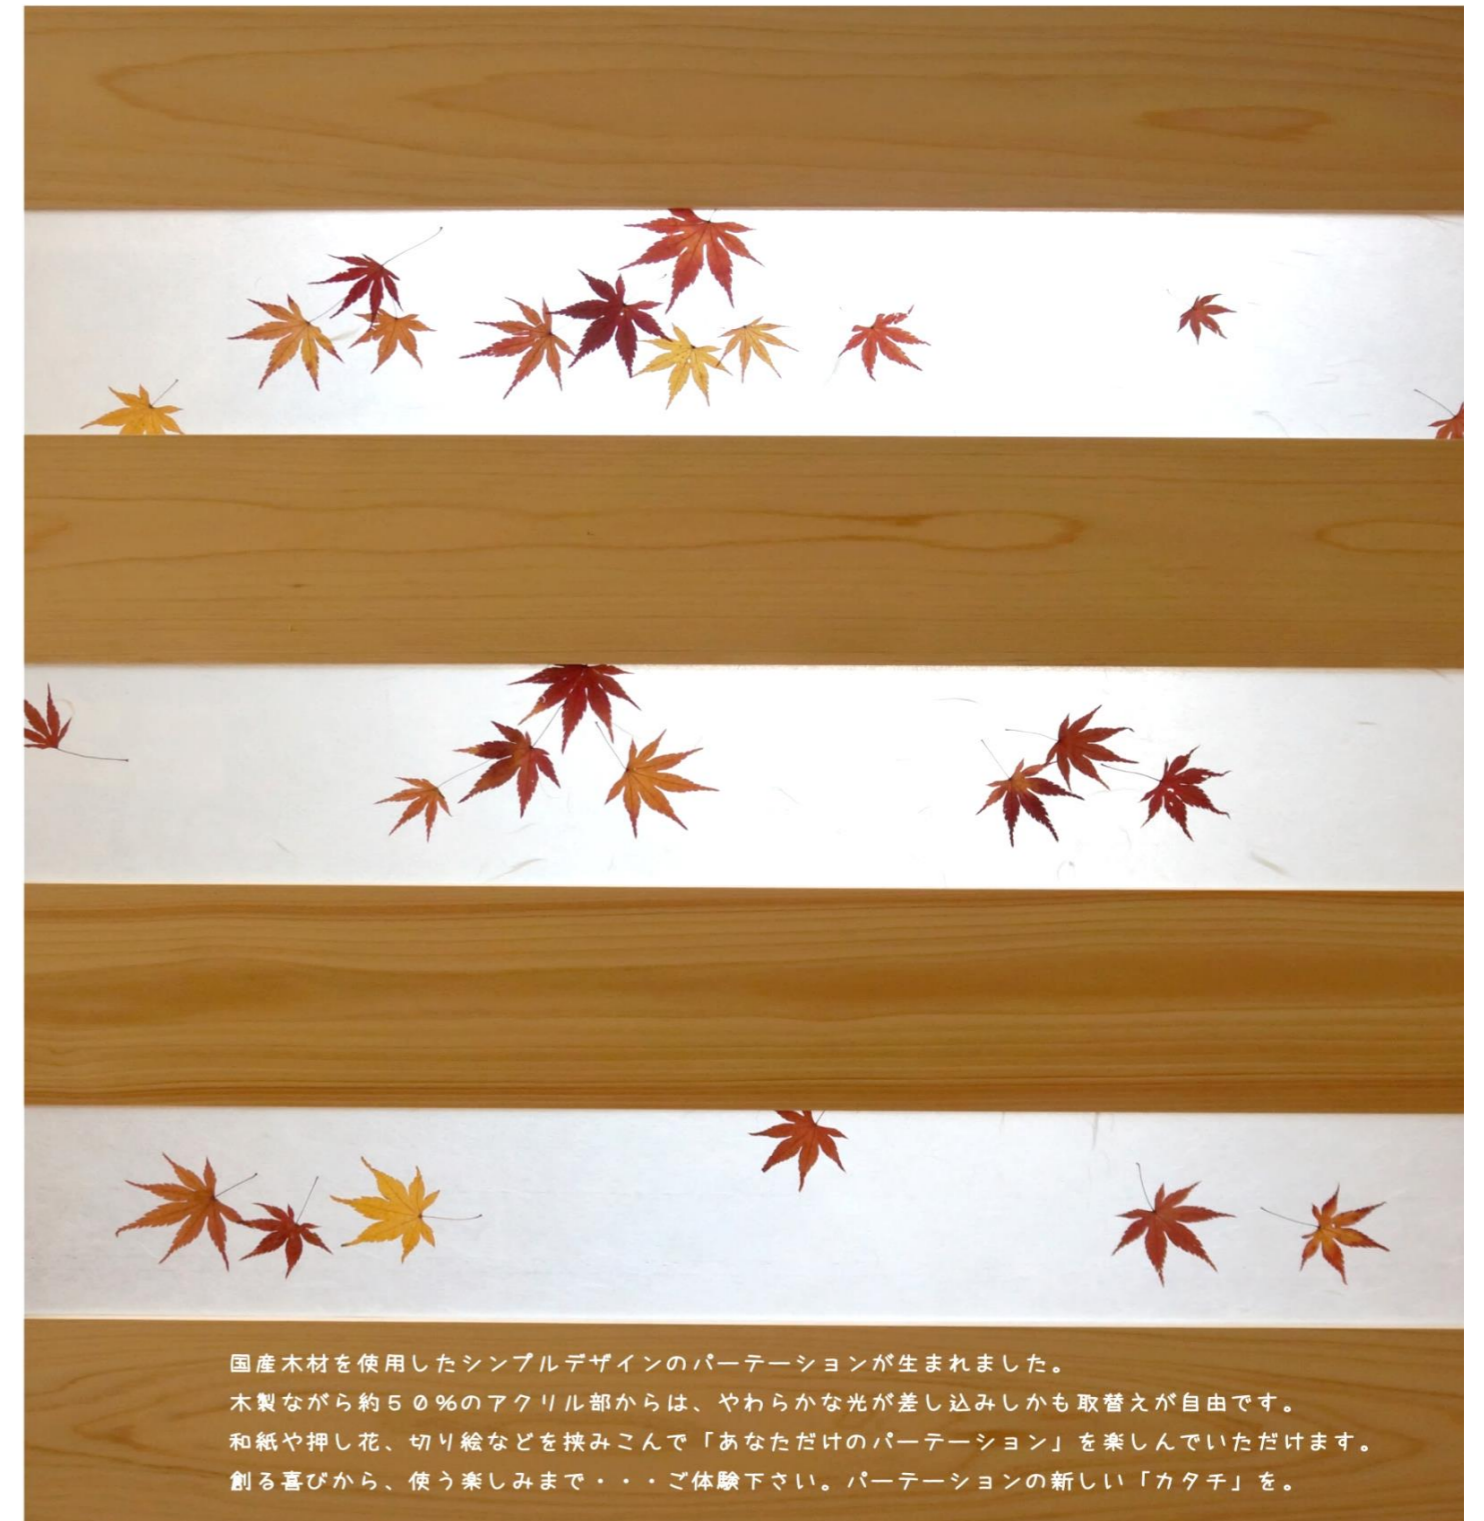 国産木材を使用したシンプルデザインのパーテーションが生まれました。
木製ながら約５０％のアクリル部からは、やわらかな光が差し込みしかも取替えが自由です。
和紙や押し花、切り絵などを挟みこんで「あなただけのパーテーション」を楽しんでいただけます。
創る喜びから、使う楽しみまで・・・ご体験下さい。パーテーションの新しい「カタチ」を。